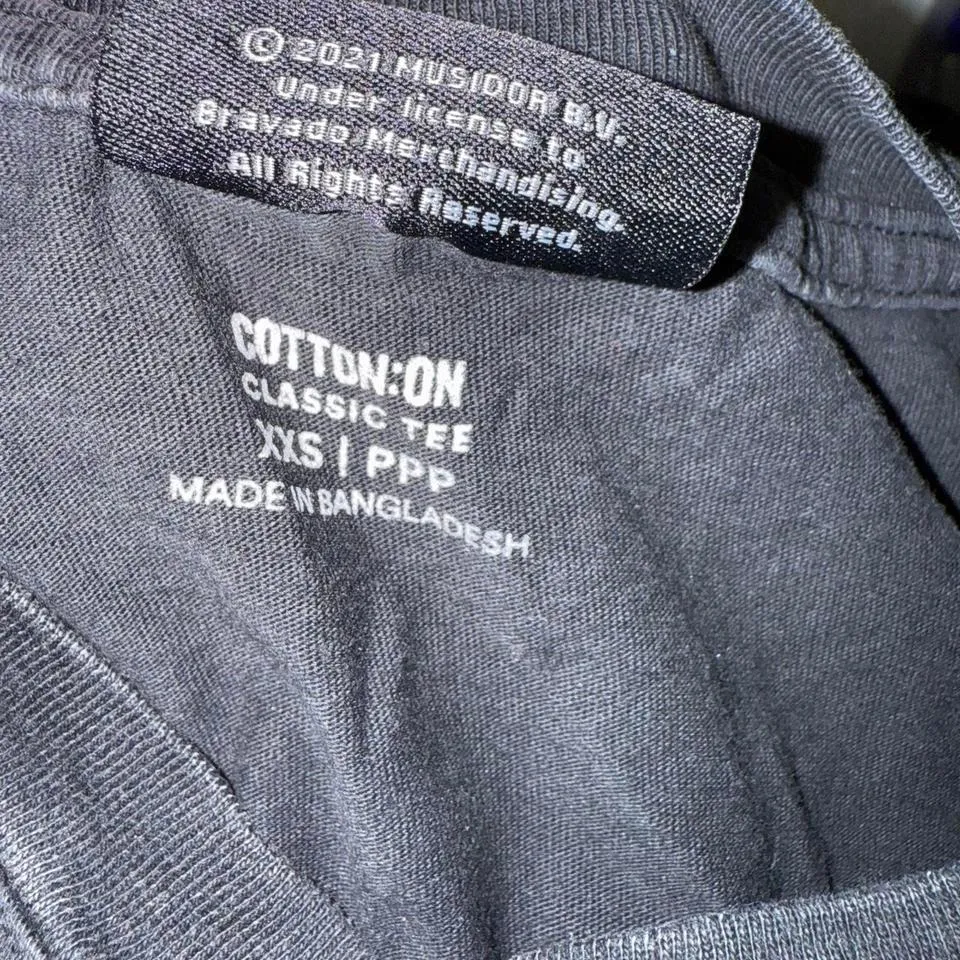 © 2021 MUSIDOR B.V.
Under license to
Bravado Merchandising.
All Rights Reserved.
COTTON:ON
CLASSIC TEE
XXS | PPP
MADE IN BANGLADESH